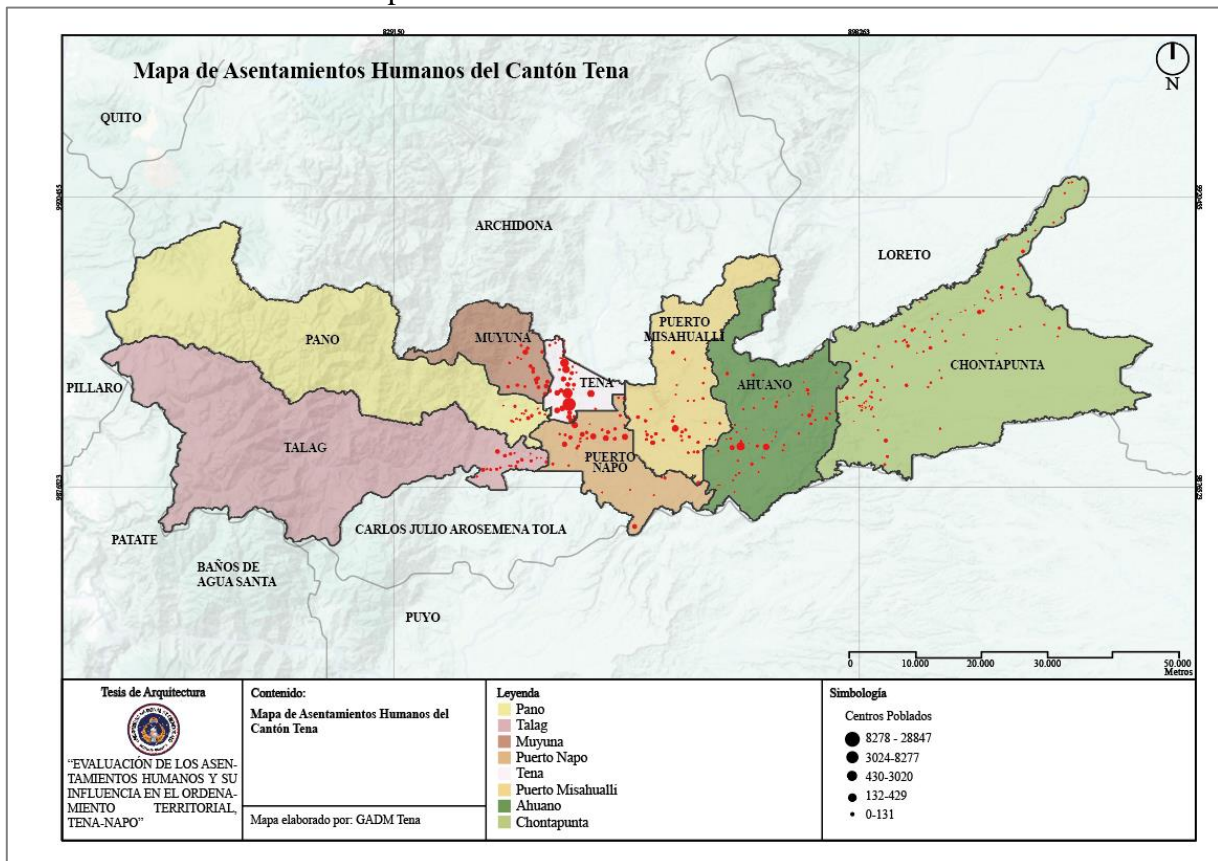 829150
898263
Mapa de Asentamientos Humanos del Cantón Tena
N
QUITO
ARCHIDONA
LORETO
PUERTO
MISAHUALLÍ
MUYUNA
PANO
TENA
AHUANO
CHONTAPUNTA
PILLARO
TALAG
PUERTO
NAPO
CARLOS JULIO AROSEMENA TOLA
PATATE
BAÑOS DE
AGUA SANTA
PUYO
0 10.000 20.000 30.000 50.000
Metros
Tesis de Arquitectura
“EVALUACIÓN DE LOS ASEN-
TAMIENTOS HUMANOS Y SU
INFLUENCIA EN EL ORDENA-
MIENTO TERRITORIAL,
TENA-NAPO”
Contenido:
Mapa de Asentamientos Humanos del
Cantón Tena
Mapa elaborado por: GADM Tena
Leyenda
Pano
Talag
Muyuna
Puerto Napo
Tena
Puerto Misahualli
Ahuano
Chontapunta
Simbología
Centros Poblados
8278 - 28847
3024-8277
430-3020
132-429
0-131